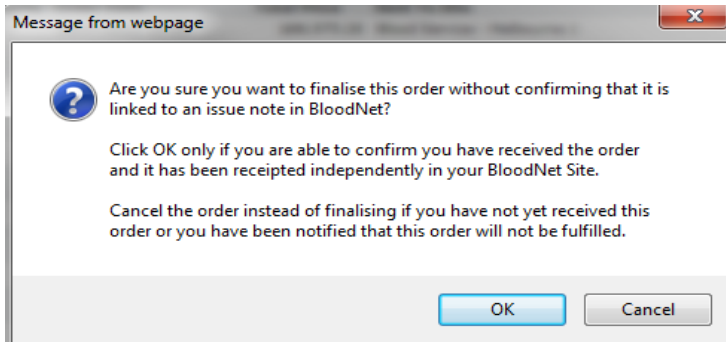 Message from webpage
Are you sure you want to finalise this order without confirming that it is
linked to an issue note in BloodNet?
Click OK only if you are able to confirm you have received the order
and it has been receipted independently in your BloodNet Site.
Cancel the order instead of finalising if you have not yet received this
order or you have been notified that this order will not be fulfilled.
OK
Cancel